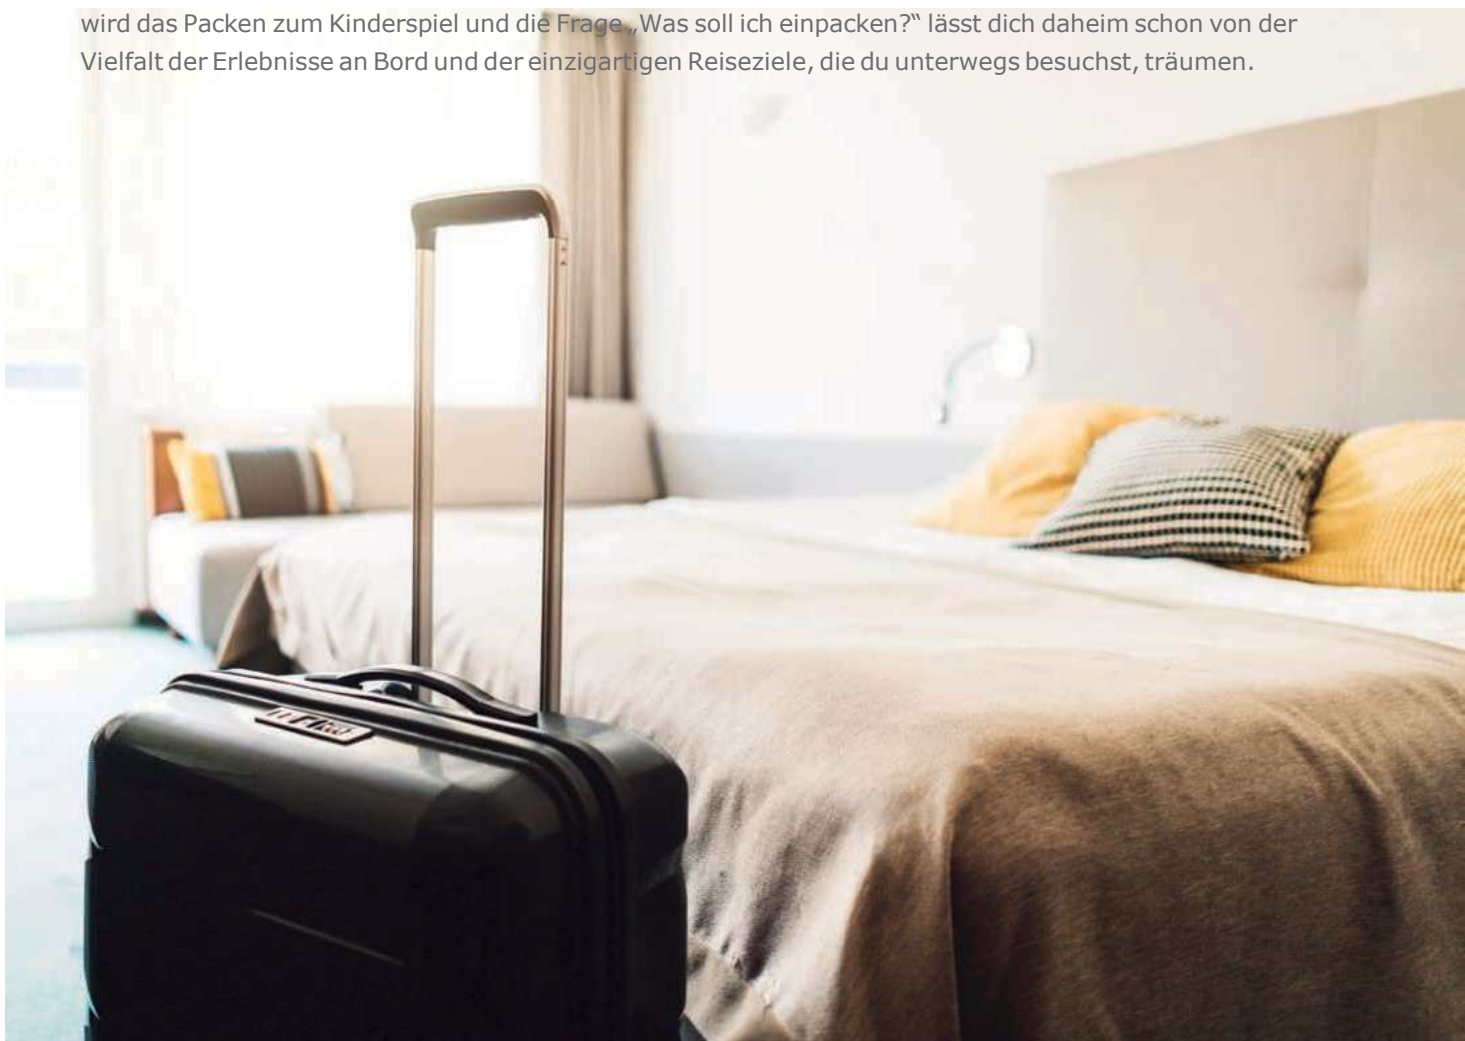 wird das Packen zum Kinderspiel und die Frage „Was soll ich einpacken?“ lässt dich daheim schon von der
Vielfalt der Erlebnisse an Bord und der einzigartigen Reiseziele, die du unterwegs besuchst, träumen.